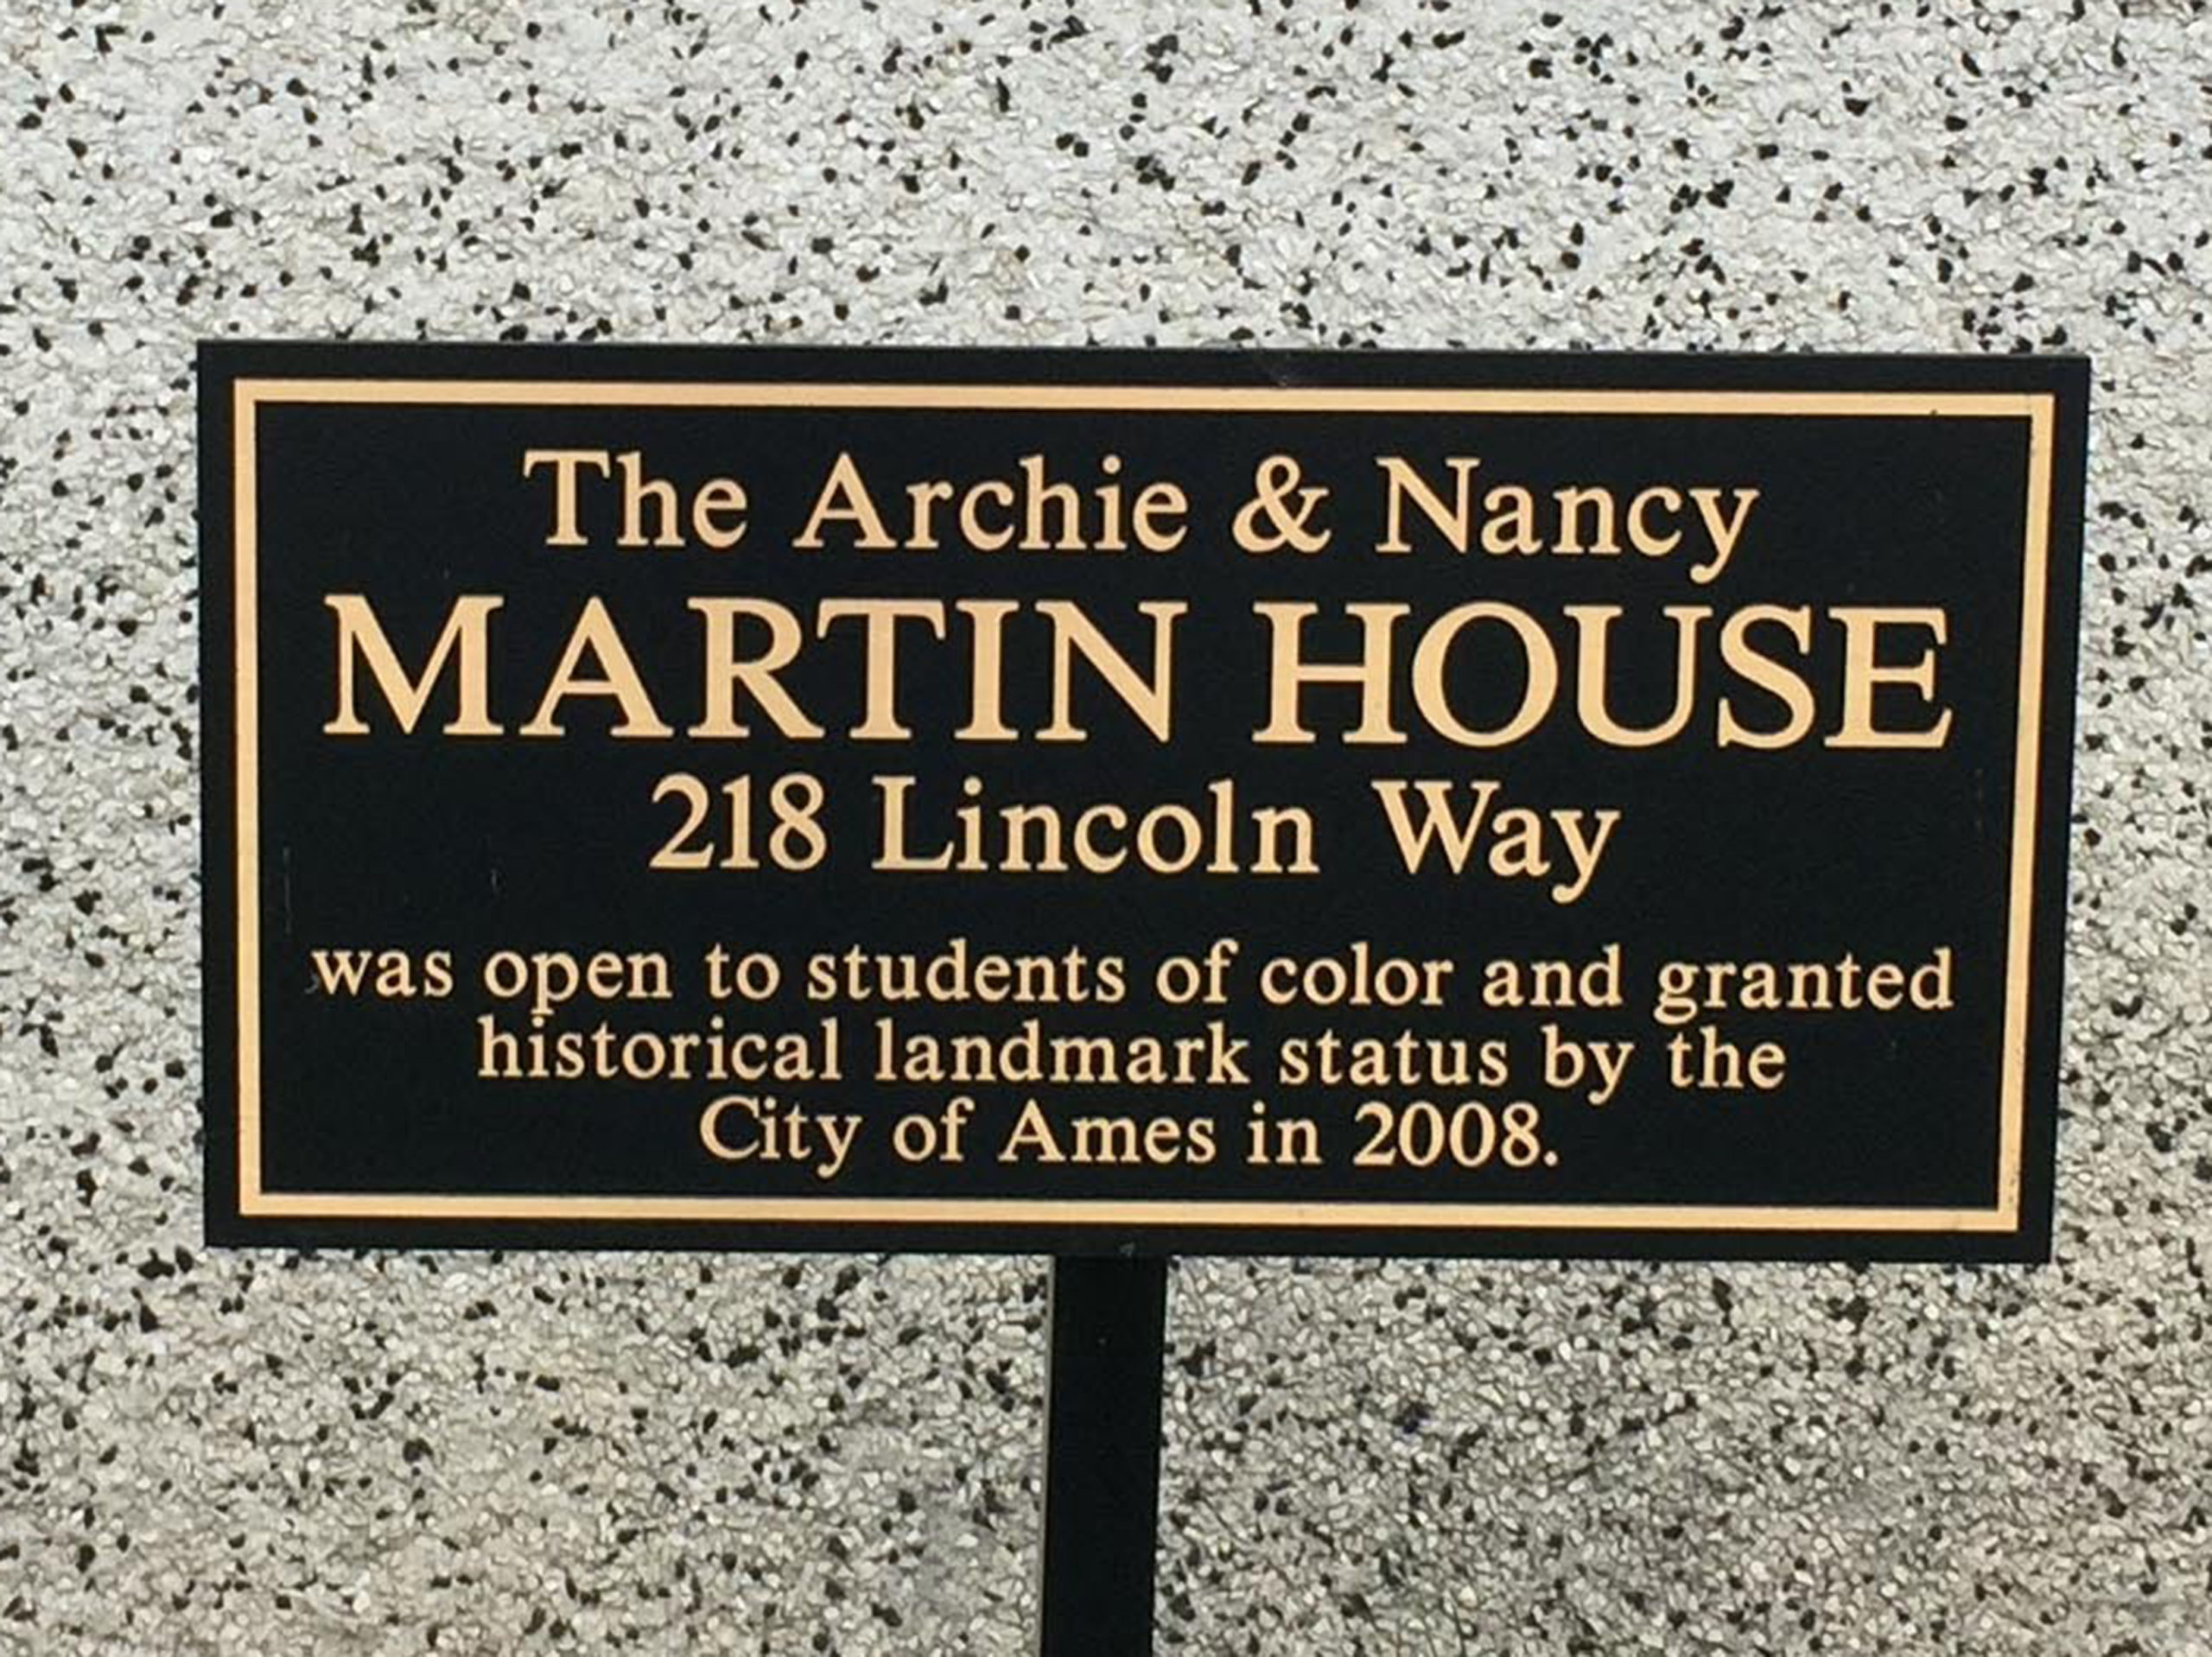 The Archie & Nancy
MARTIN HOUSE
218 Lincoln Way
was open to students of color and granted
historical landmark status by the
City of Ames in 2008.